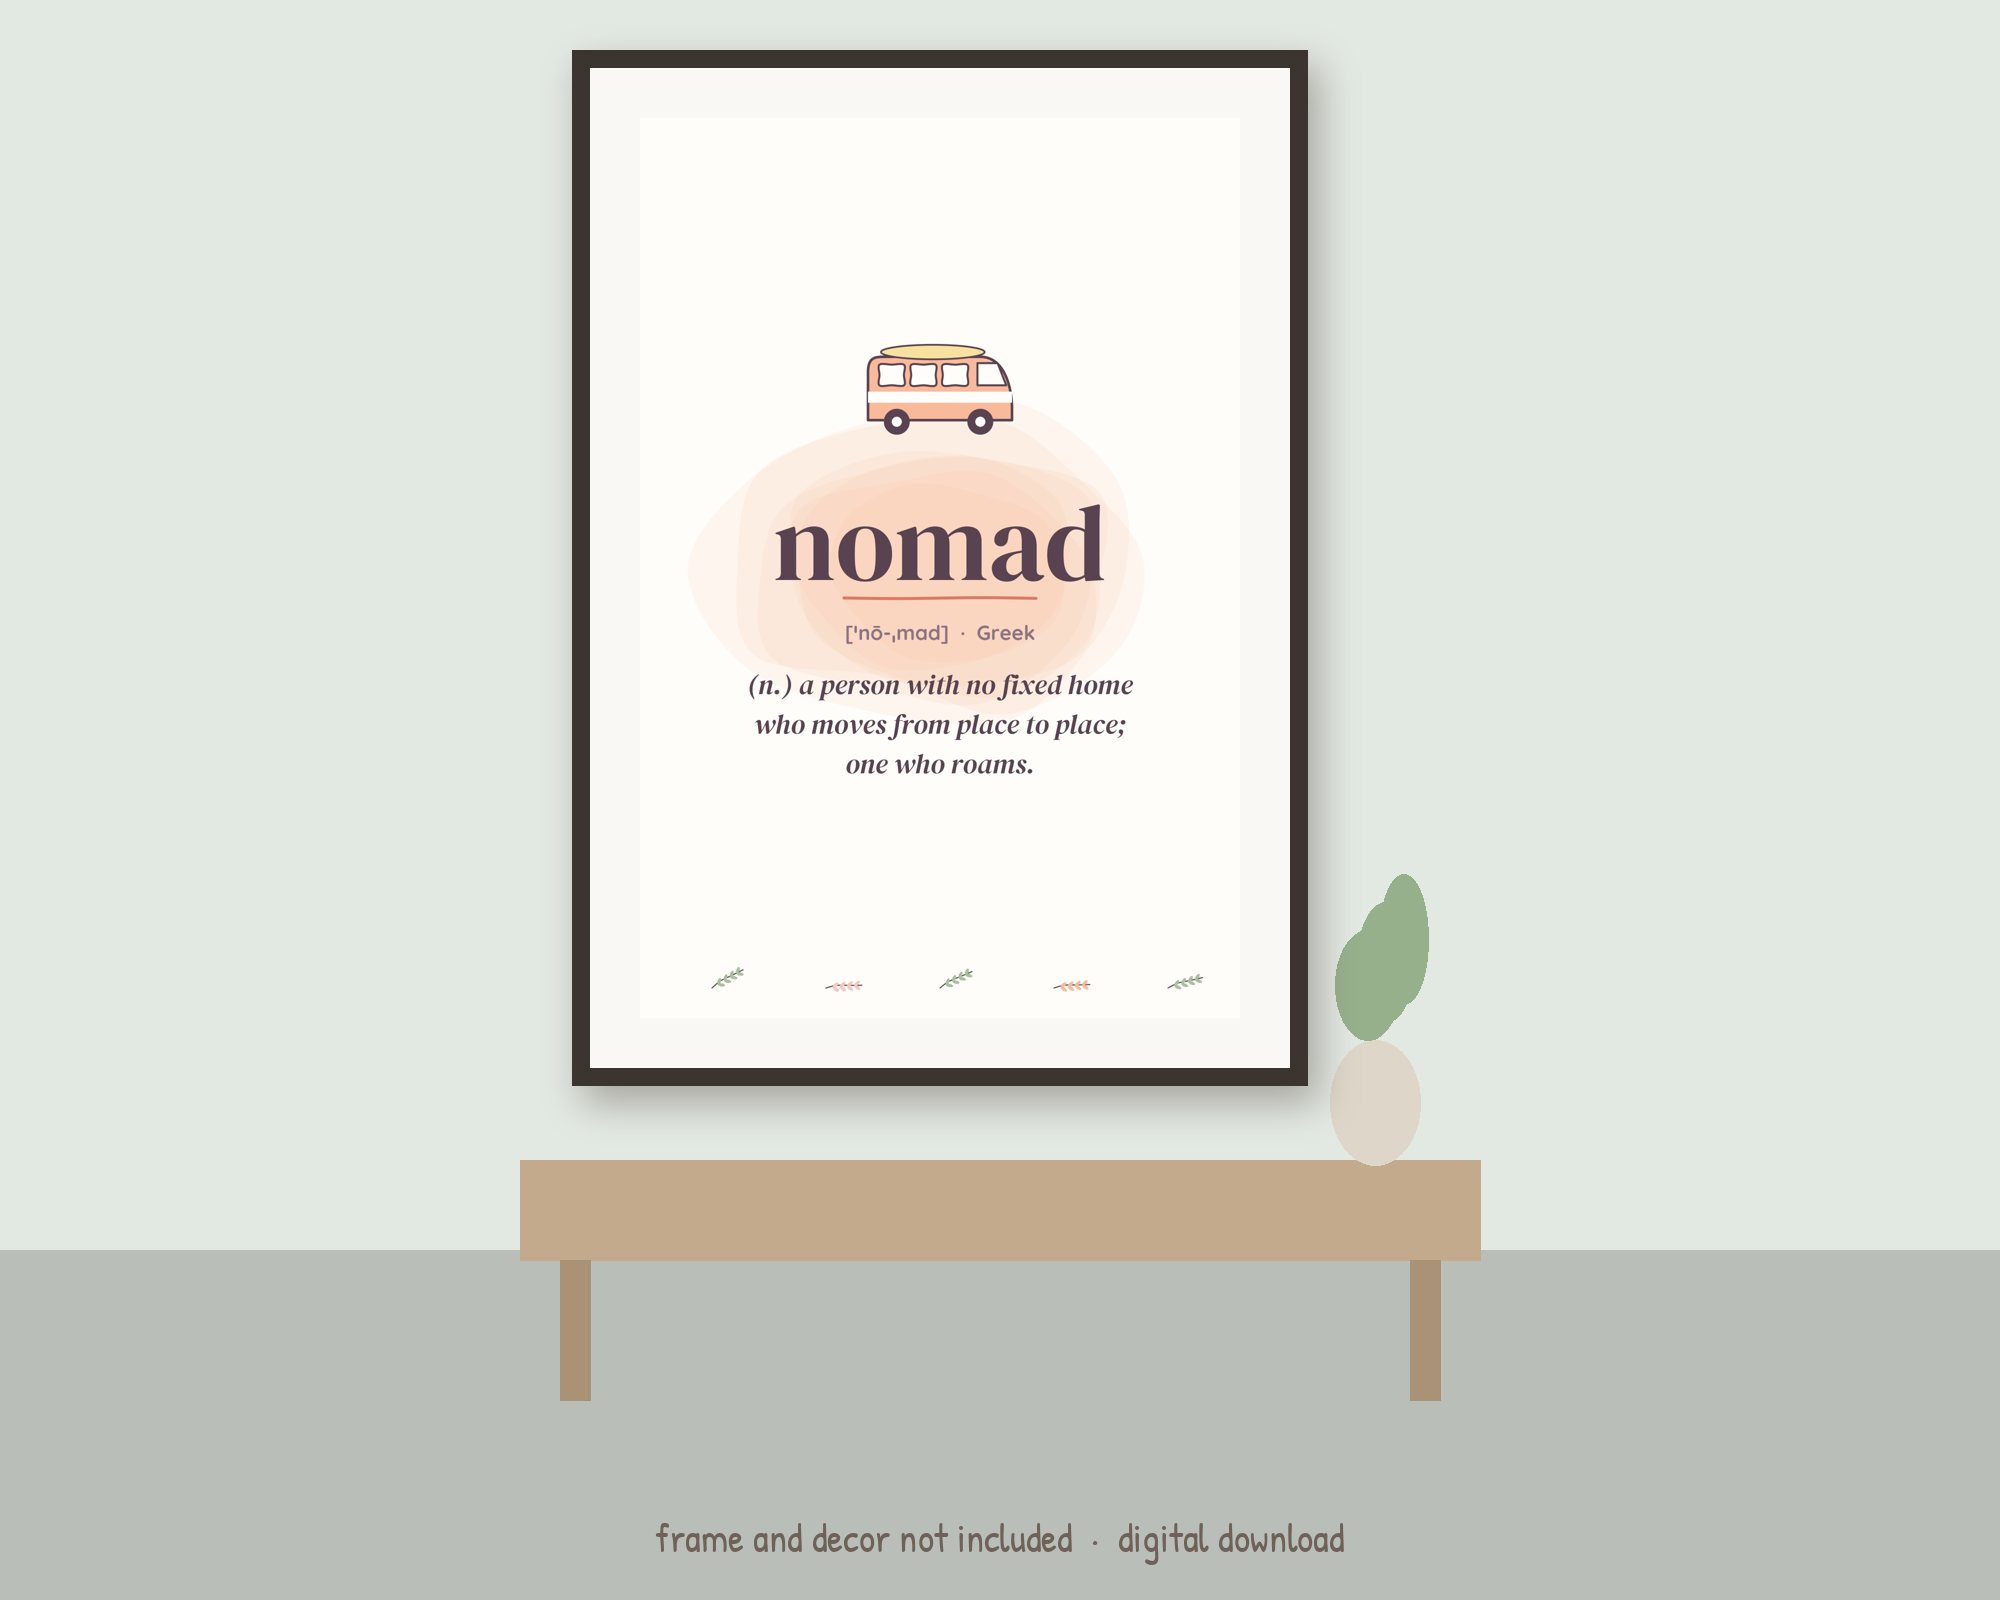 nomad
[ˈnō-ˌmad] · Greek
(n.) a person with no fixed home
who moves from place to place;
one who roams.
frame and decor not included · digital download